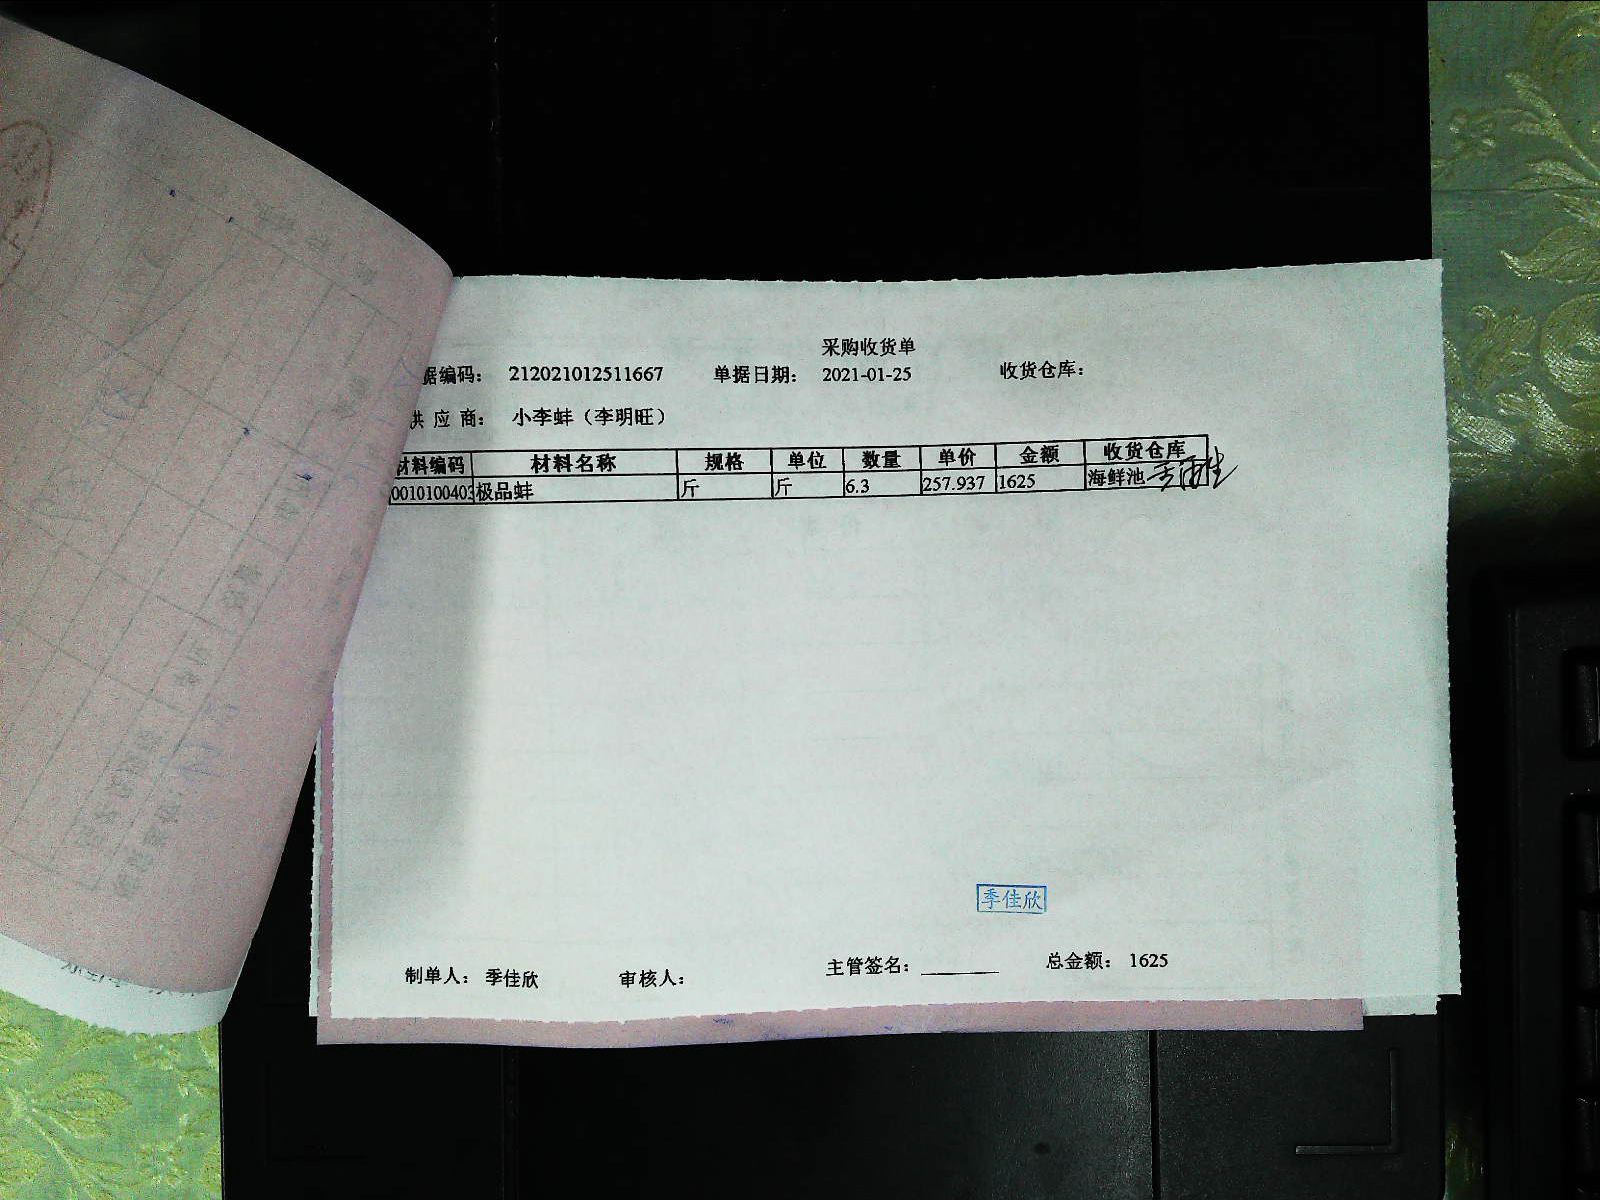 采购收货单
据编码： 212021012511667 单据日期： 2021-01-25 收货仓库：
供 应 商： 小李蚌（李明旺）
材料编码 材料名称 规格 单位 数量 单价 金额 收货仓库
0010100403 极品蚌 斤 斤 6.3 257.937 1625 海鲜池
季佳欣
制单人： 季佳欣 审核人： 主管签名： 总金额： 1625